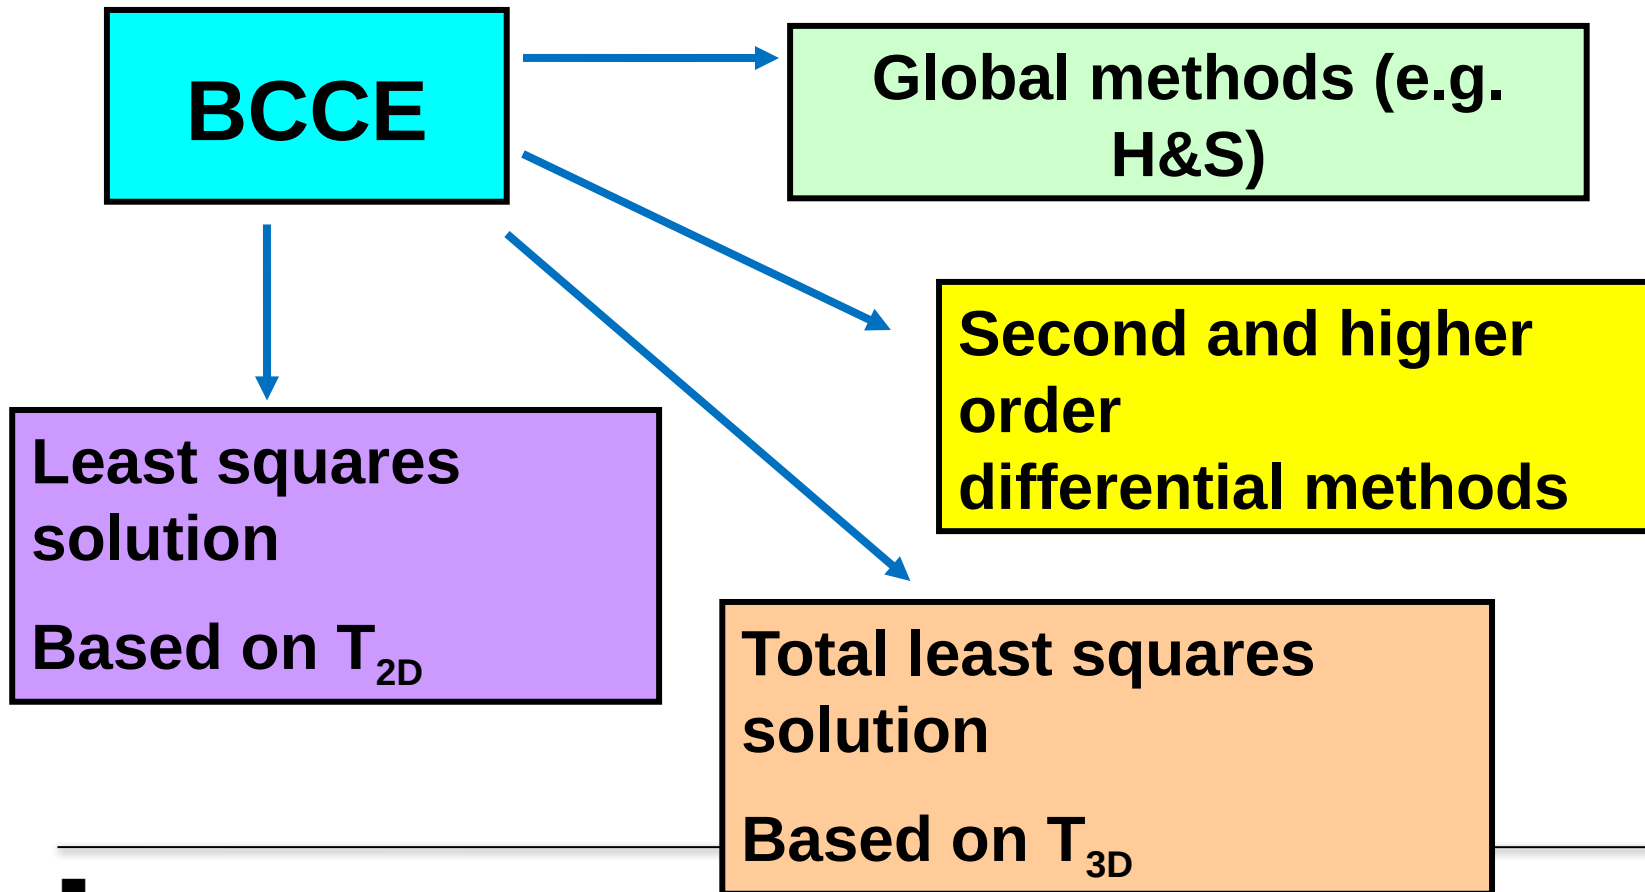 BCCE
Global methods (e.g.
H&S)
Second and higher
order
differential methods
Least squares
solution
Based on T2D
Total least squares
solution
Based on T3D